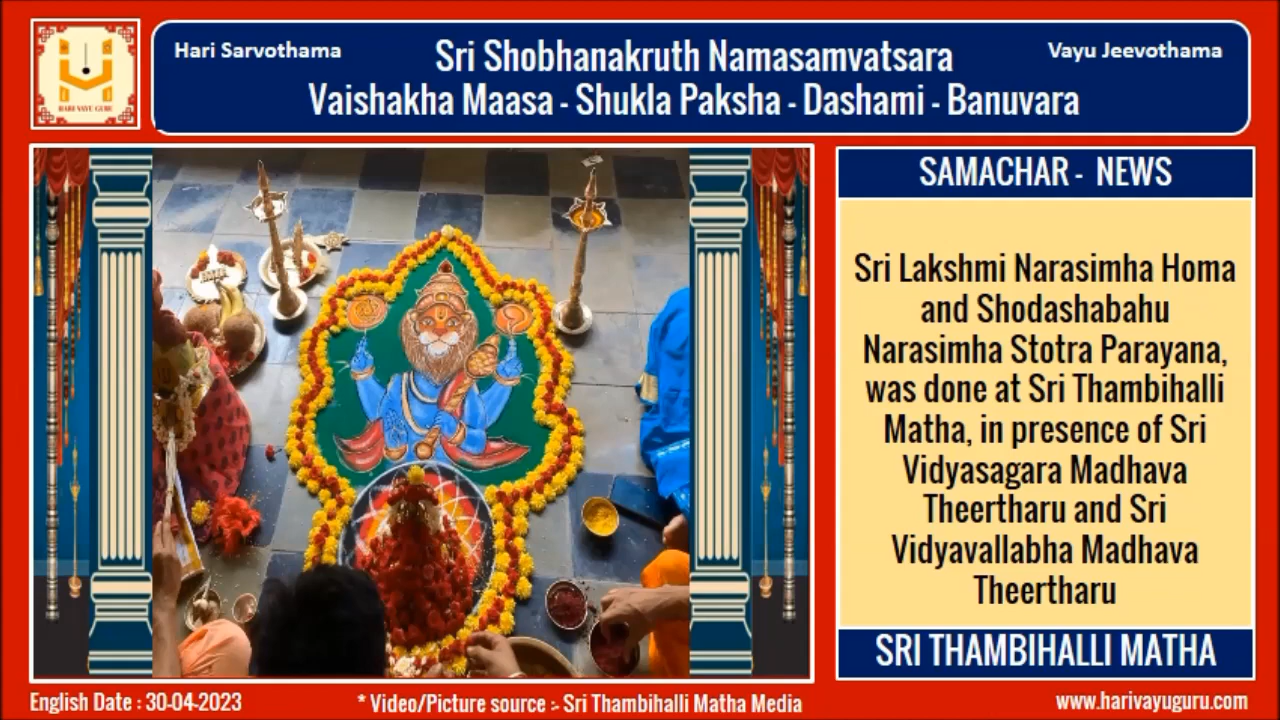 Hari Sarvothama
Sri Shobhanakruth Namasamvatsara
Vayu Jeevothama
Vaishakha Maasa - Shukla Paksha - Dashami - Banuvara
HARI VAYU GURU
SAMACHAR - NEWS
Sri Lakshmi Narasimha Homa
and Shodashabahu
Narasimha Stotra Parayana,
was done at Sri Thambihalli
Matha, in presence of Sri
Vidyasagara Madhava
Theertharu and Sri
Vidyavallabha Madhava
Theertharu
SRI THAMBIHALLI MATHA
English Date : 30-04-2023
* Video/Picture source :- Sri Thambihalli Matha Media
www.harivayuguru.com